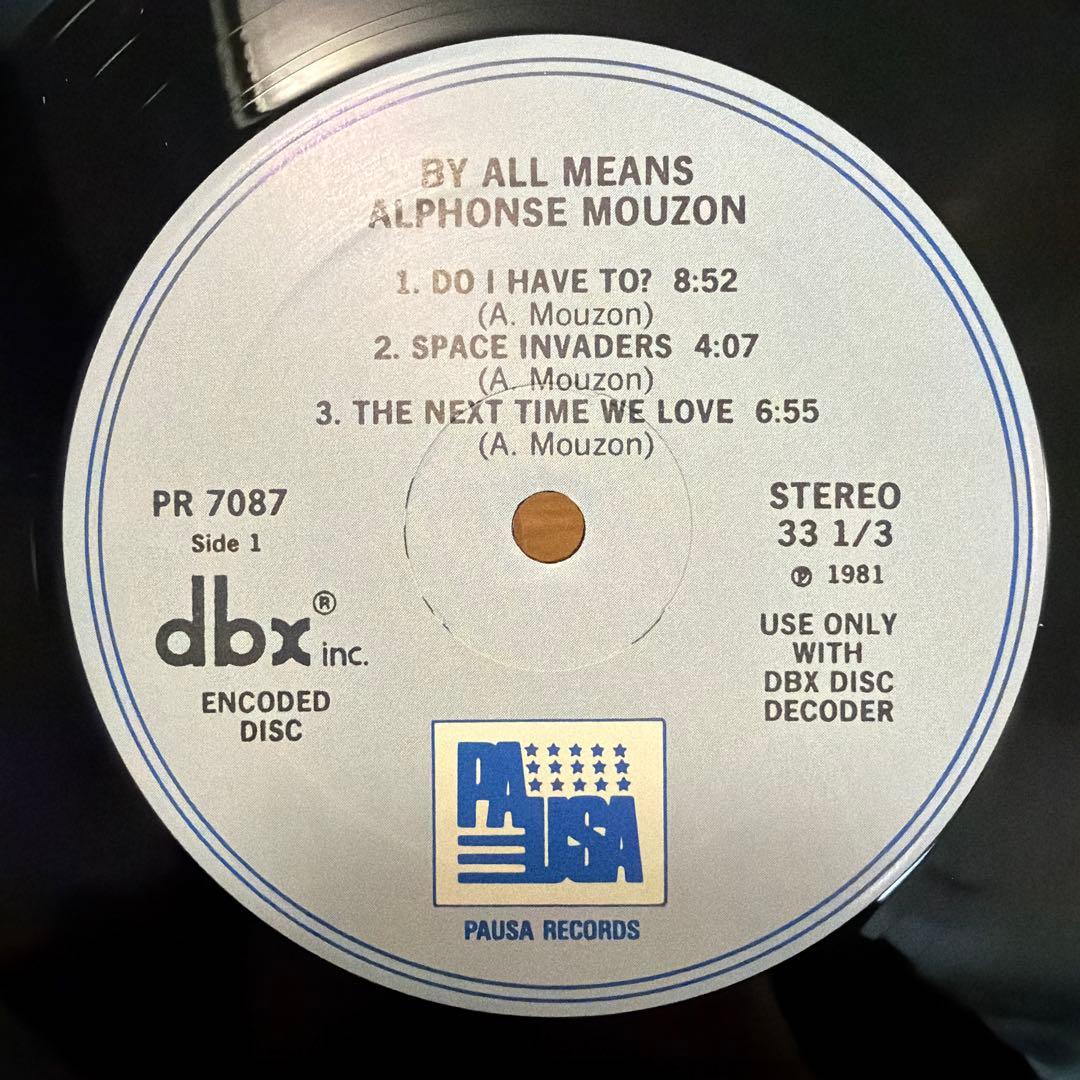 BY ALL MEANS
ALPHONSE MOUZON
1. DO I HAVE TO? 8:52
(A. Mouzon)
2. SPACE INVADERS 4:07
(A. Mouzon)
3. THE NEXT TIME WE LOVE 6:55
(A. Mouzon)
PR 7087
Side 1
dbx® inc.
ENCODED
DISC
STEREO
33 1/3
℗ 1981
USE ONLY
WITH
DBX DISC
DECODER
PAUSA
PAUSA RECORDS